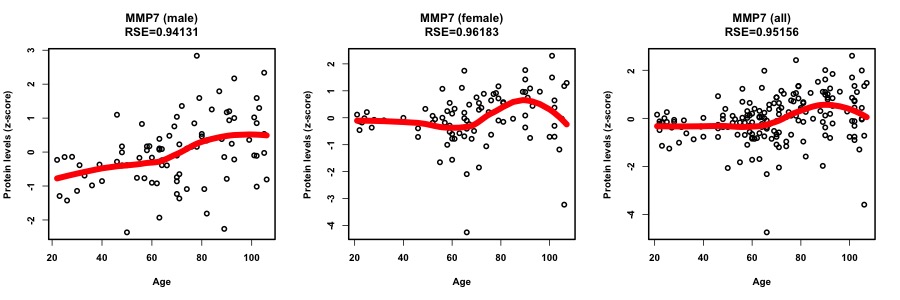 MMP7 (male)
RSE=0.94131
Protein levels (z-score)
3
2
1
0
-1
-2
20 40 60 80 100
Age
MMP7 (female)
RSE=0.96183
Protein levels (z-score)
2
1
0
-1
-2
-3
-4
20 40 60 80 100
Age
MMP7 (all)
RSE=0.95156
Protein levels (z-score)
2
0
-2
-4
20 40 60 80 100
Age